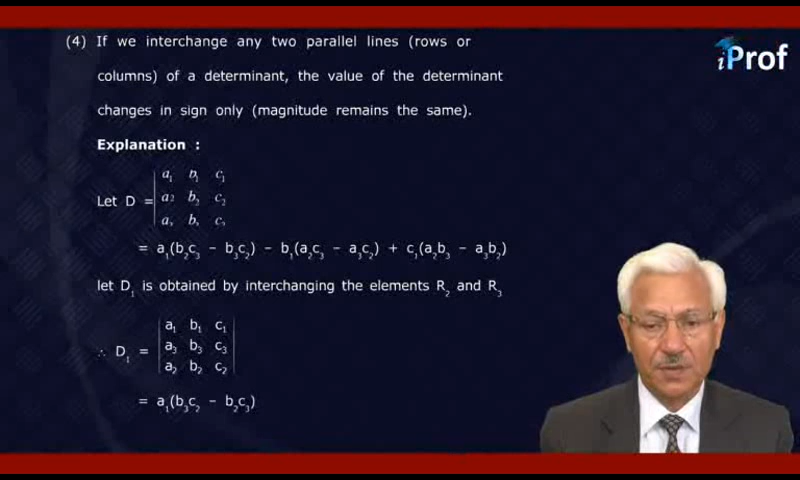 (4) If we interchange any two parallel lines (rows or
columns) of a determinant, the value of the determinant
changes in sign only (magnitude remains the same).
iProf
Explanation :
Let D = | a₁ b₁ c₁ |
| a₂ b₂ c₂ |
| a₃ b₃ c₃ |
= a₁(b₂c₃ − b₃c₂) − b₁(a₂c₃ − a₃c₂) + c₁(a₂b₃ − a₃b₂)
let D₁ is obtained by interchanging the elements R₂ and R₃
∴ D₁ = | a₁ b₁ c₁ |
| a₃ b₃ c₃ |
| a₂ b₂ c₂ |
= a₁(b₃c₂ − b₂c₃)